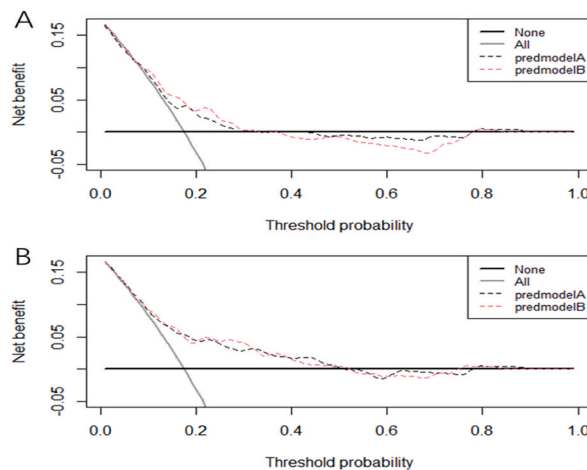 A
Net benefit
0.15
0.05
-0.05
None
All
predmodelA
predmodelB
0.0 0.2 0.4 0.6 0.8 1.0
Threshold probability
B
Net benefit
0.15
0.05
-0.05
None
All
predmodelA
predmodelB
0.0 0.2 0.4 0.6 0.8 1.0
Threshold probability